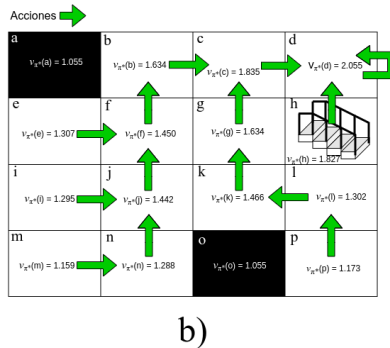 Acciones
a b c d
vπ*(a) = 1.055 vπ*(b) = 1.634 vπ*(c) = 1.835 vπ*(d) = 2.055
e f g h
vπ*(e) = 1.307 vπ*(f) = 1.450 vπ*(g) = 1.634 vπ*(h) = 1.827
i j k l
vπ*(i) = 1.295 vπ*(j) = 1.442 vπ*(k) = 1.466 vπ*(l) = 1.302
m n o p
vπ*(m) = 1.159 vπ*(n) = 1.288 vπ*(o) = 1.055 vπ*(p) = 1.173
b)